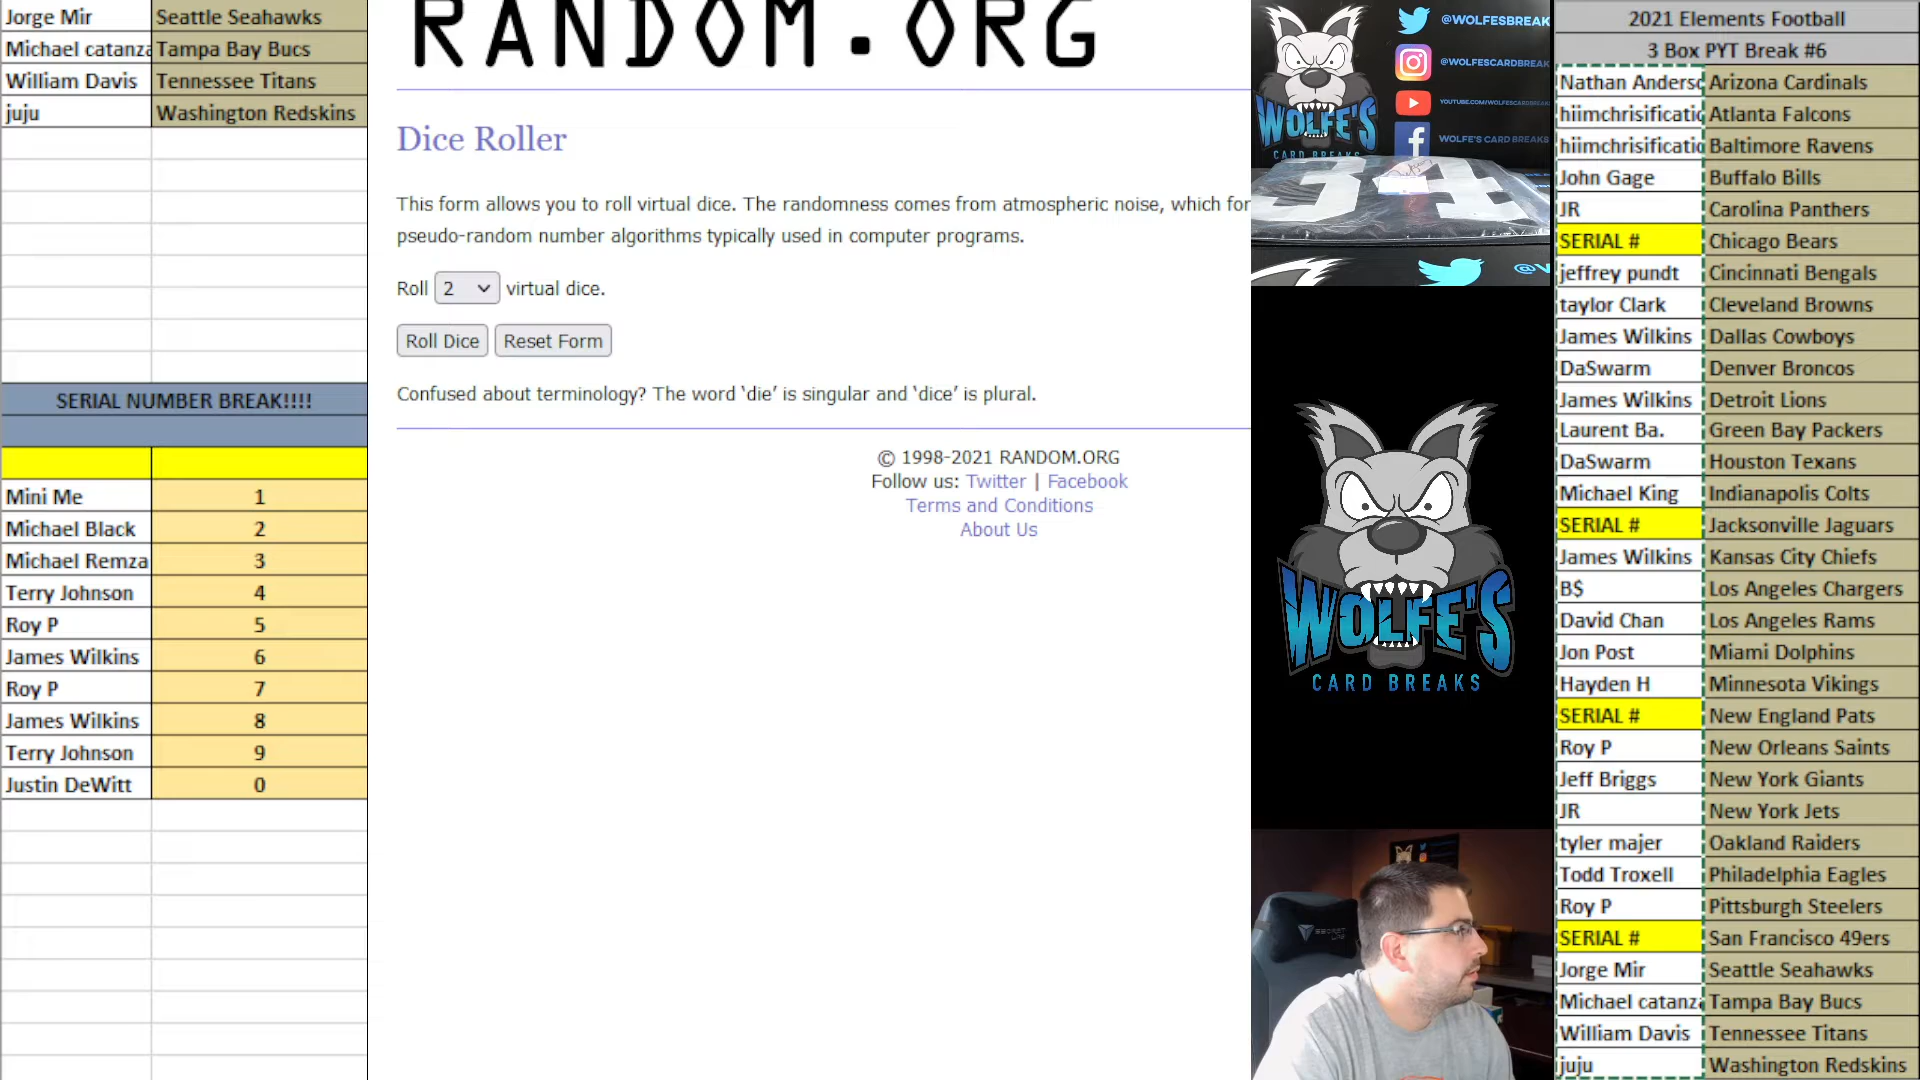 Jorge Mir Seattle Seahawks
Michael catanza Tampa Bay Bucs
William Davis Tennessee Titans
juju Washington Redskins
SERIAL NUMBER BREAK!!!!
Mini Me 1
Michael Black 2
Michael Remza 3
Terry Johnson 4
Roy P 5
James Wilkins 6
Roy P 7
James Wilkins 8
Terry Johnson 9
Justin DeWitt 0
RANDOM.ORG
Dice Roller
This form allows you to roll virtual dice. The randomness comes from atmospheric noise, which for
pseudo-random number algorithms typically used in computer programs.
Roll 2 virtual dice.
Roll Dice Reset Form
Confused about terminology? The word ‘die’ is singular and ‘dice’ is plural.
© 1998-2021 RANDOM.ORG
Follow us: Twitter | Facebook
Terms and Conditions
About Us
@WOLFESBREAK
@WOLFESCARDBREAK
YOUTUBE.COM/WOLFESCARDBREAKS
WOLFE'S CARD BREAKS
WOLFE'S
CARD BREAKS
34
WOLFE'S
CARD BREAKS
2021 Elements Football
3 Box PYT Break #6
Nathan Anderso Arizona Cardinals
hiimchrisificatio Atlanta Falcons
hiimchrisificatio Baltimore Ravens
John Gage Buffalo Bills
JR Carolina Panthers
SERIAL # Chicago Bears
jeffrey pundt Cincinnati Bengals
taylor Clark Cleveland Browns
James Wilkins Dallas Cowboys
DaSwarm Denver Broncos
James Wilkins Detroit Lions
Laurent Ba. Green Bay Packers
DaSwarm Houston Texans
Michael King Indianapolis Colts
SERIAL # Jacksonville Jaguars
James Wilkins Kansas City Chiefs
B$ Los Angeles Chargers
David Chan Los Angeles Rams
Jon Post Miami Dolphins
Hayden H Minnesota Vikings
SERIAL # New England Pats
Roy P New Orleans Saints
Jeff Briggs New York Giants
JR New York Jets
tyler majer Oakland Raiders
Todd Troxell Philadelphia Eagles
Roy P Pittsburgh Steelers
SERIAL # San Francisco 49ers
Jorge Mir Seattle Seahawks
Michael catanza Tampa Bay Bucs
William Davis Tennessee Titans
juju Washington Redskins